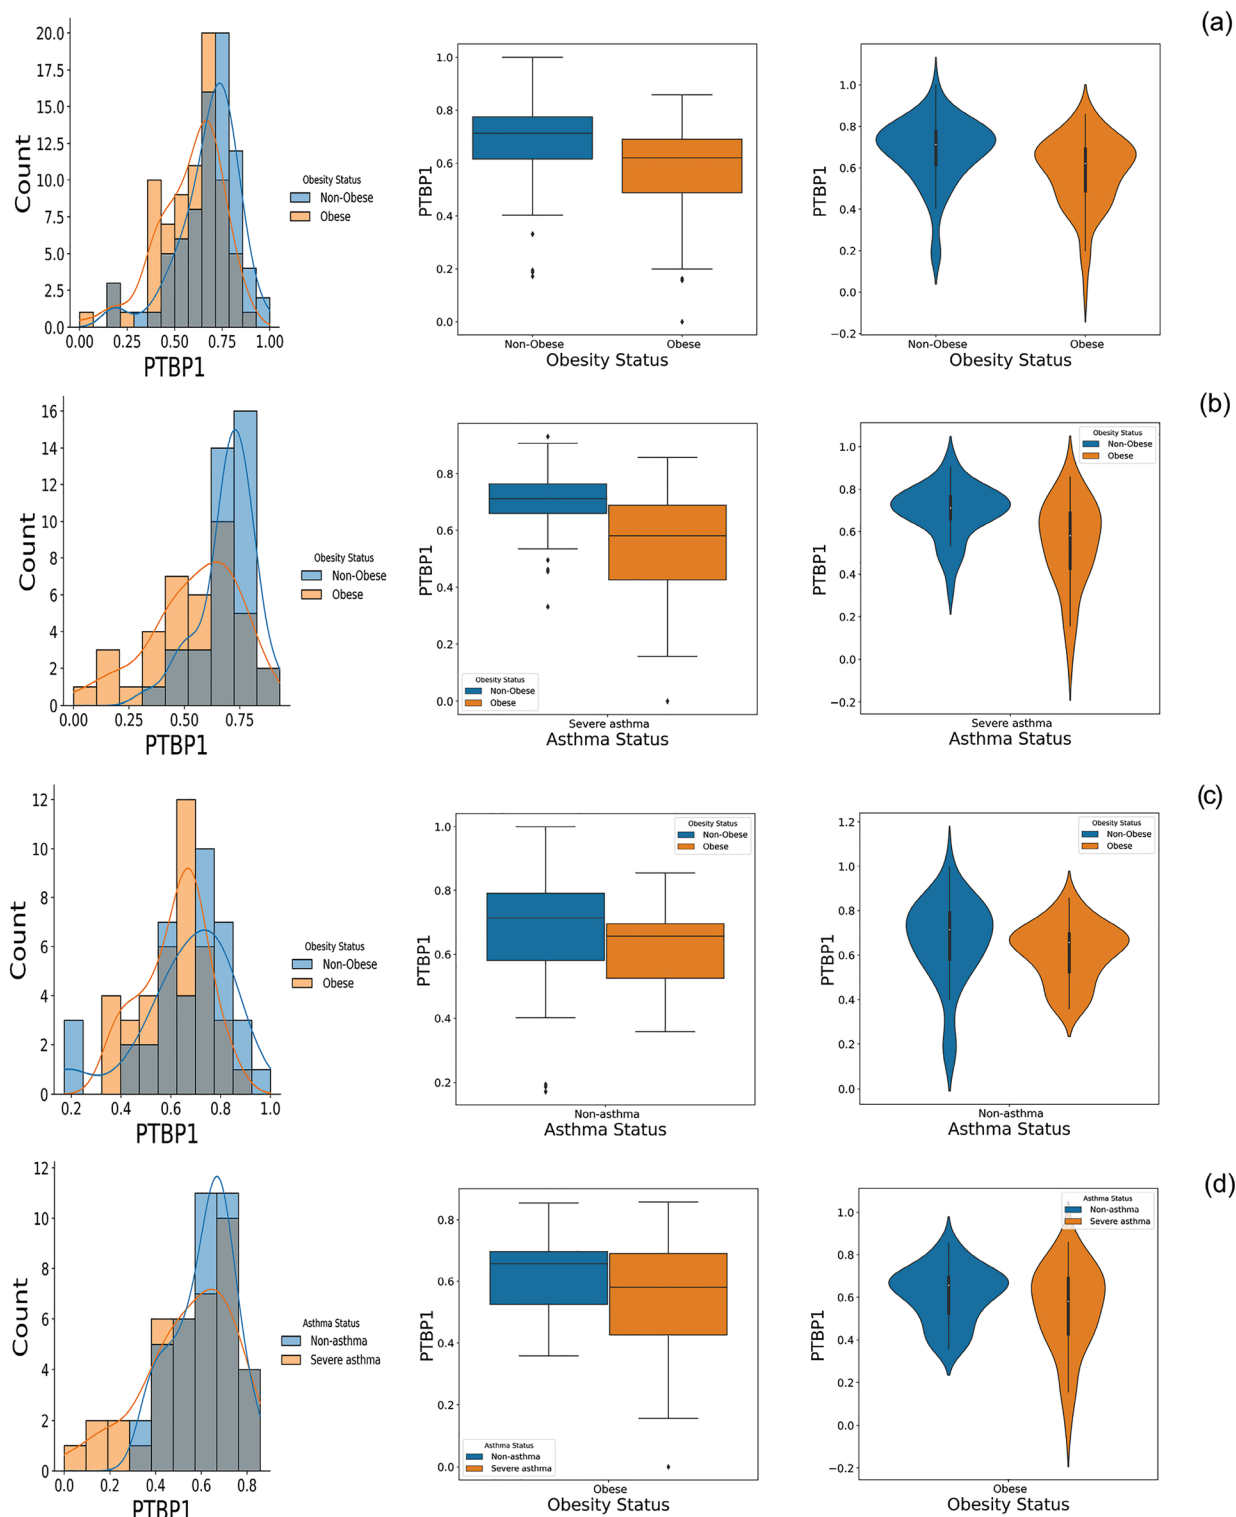 (a)
20.0
17.5
15.0
12.5
10.0
7.5
5.0
2.5
0.0
Count
0.00 0.25 0.50 0.75 1.00
PTBP1
Obesity Status
Non-Obese
Obese
1.0
0.8
0.6
0.4
0.2
0.0
PTBP1
Non-Obese Obese
Obesity Status
1.0
0.8
0.6
0.4
0.2
0.0
−0.2
PTBP1
Non-Obese Obese
Obesity Status
(b)
16
14
12
10
8
6
4
2
0
Count
0.00 0.25 0.50 0.75
PTBP1
Obesity Status
Non-Obese
Obese
0.8
0.6
0.4
0.2
0.0
PTBP1
Obesity Status
Non-Obese
Obese
Severe asthma
Asthma Status
1.0
0.8
0.6
0.4
0.2
0.0
−0.2
PTBP1
Obesity Status
Non-Obese
Obese
Severe asthma
Asthma Status
(c)
12
10
8
6
4
2
0
Count
0.2 0.4 0.6 0.8 1.0
PTBP1
Obesity Status
Non-Obese
Obese
1.0
0.8
0.6
0.4
0.2
PTBP1
Obesity Status
Non-Obese
Obese
Non-asthma
Asthma Status
1.2
1.0
0.8
0.6
0.4
0.2
0.0
PTBP1
Obesity Status
Non-Obese
Obese
Non-asthma
Asthma Status
(d)
12
10
8
6
4
2
0
Count
0.0 0.2 0.4 0.6 0.8
PTBP1
Asthma Status
Non-asthma
Severe asthma
0.8
0.6
0.4
0.2
0.0
PTBP1
Asthma Status
Non-asthma
Severe asthma
Obese
Obesity Status
1.0
0.8
0.6
0.4
0.2
0.0
−0.2
PTBP1
Asthma Status
Non-asthma
Severe asthma
Obese
Obesity Status